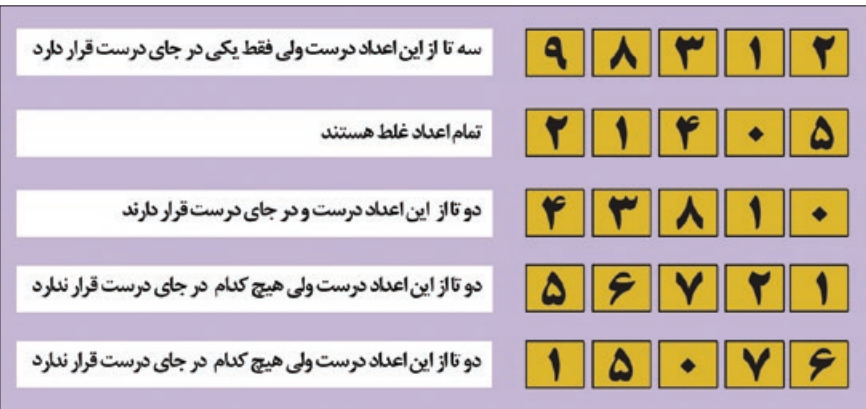 سه تا از این اعداد درست ولی فقط یکی در جای درست قرار دارد
۹ ۸ ۳ ۱ ۲
تمام اعداد غلط هستند
۲ ۱ ۴ ۰ ۵
دو تا از این اعداد درست و در جای درست قرار دارند
۴ ۳ ۸ ۱ ۰
دو تا از این اعداد درست ولی هیچ کدام در جای درست قرار ندارد
۵ ۶ ۷ ۲ ۱
دو تا از این اعداد درست ولی هیچ کدام در جای درست قرار ندارد
۱ ۵ ۰ ۷ ۶